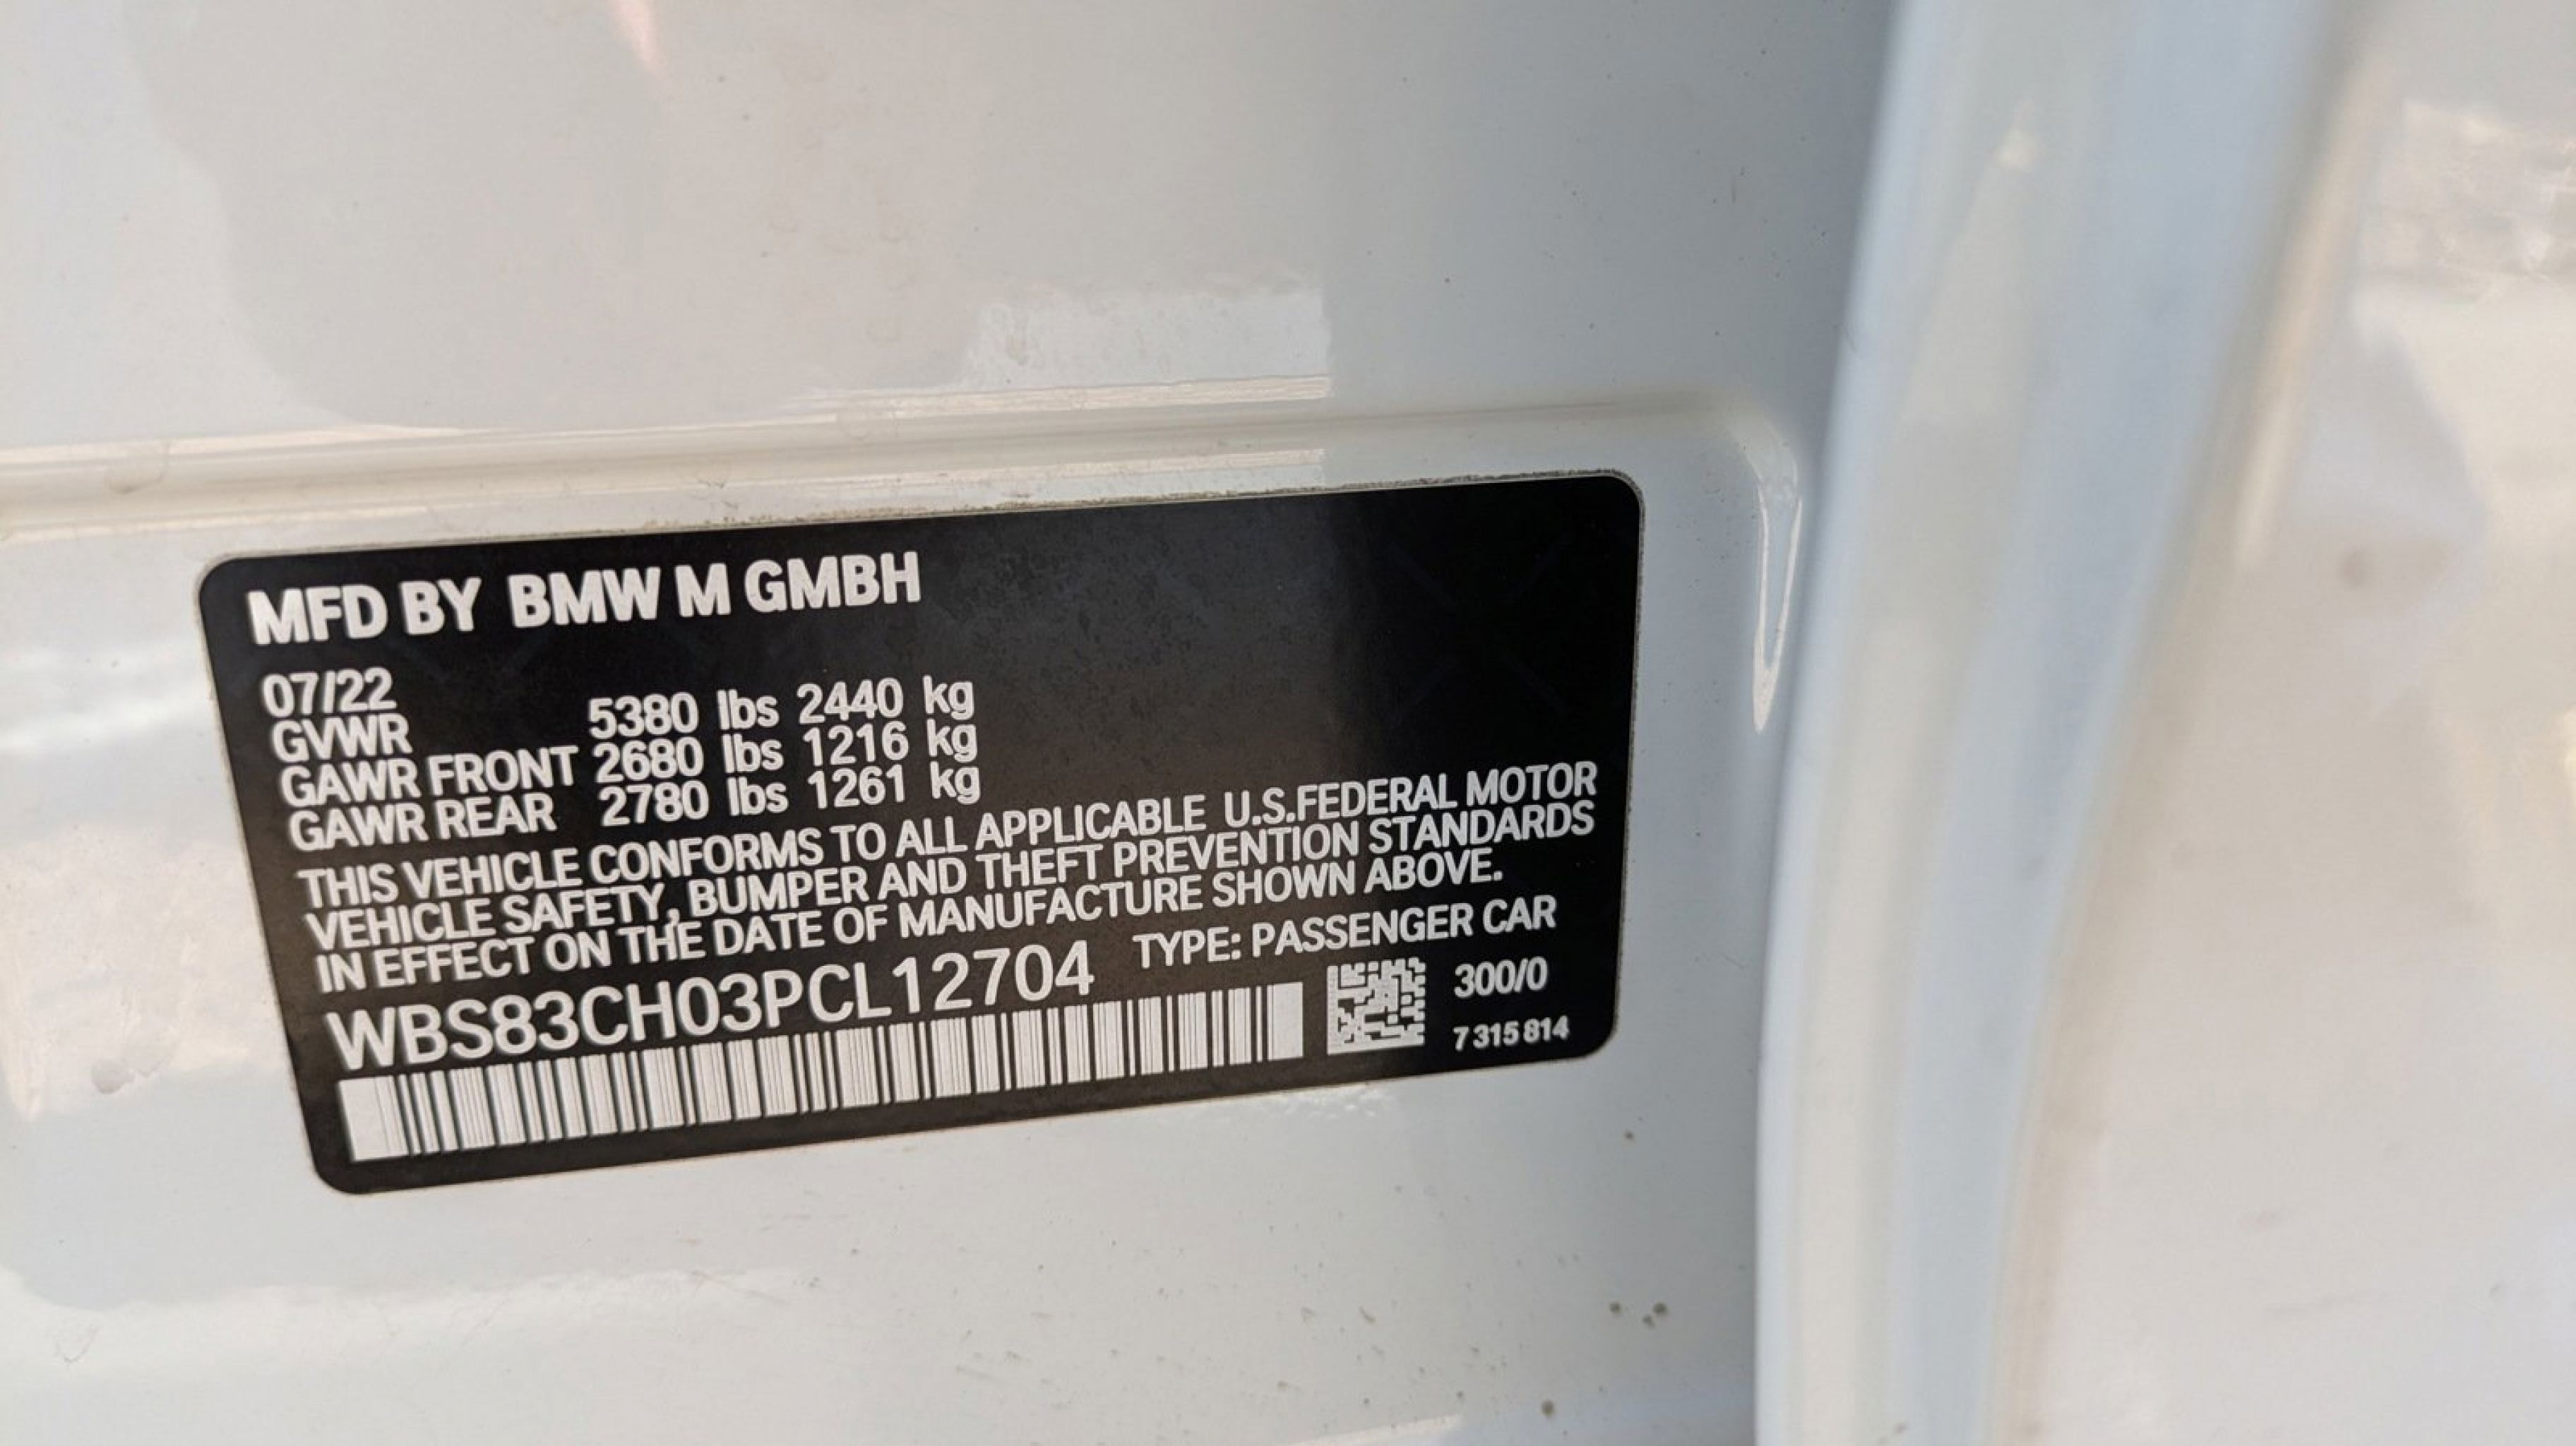 MFD BY BMW M GMBH
07/22
GVWR 5380 lbs 2440 kg
GAWR FRONT 2680 lbs 1216 kg
GAWR REAR 2780 lbs 1261 kg
THIS VEHICLE CONFORMS TO ALL APPLICABLE U.S.FEDERAL MOTOR
VEHICLE SAFETY, BUMPER AND THEFT PREVENTION STANDARDS
IN EFFECT ON THE DATE OF MANUFACTURE SHOWN ABOVE.
WBS83CH03PCL12704 TYPE: PASSENGER CAR
300/0
7 315 814